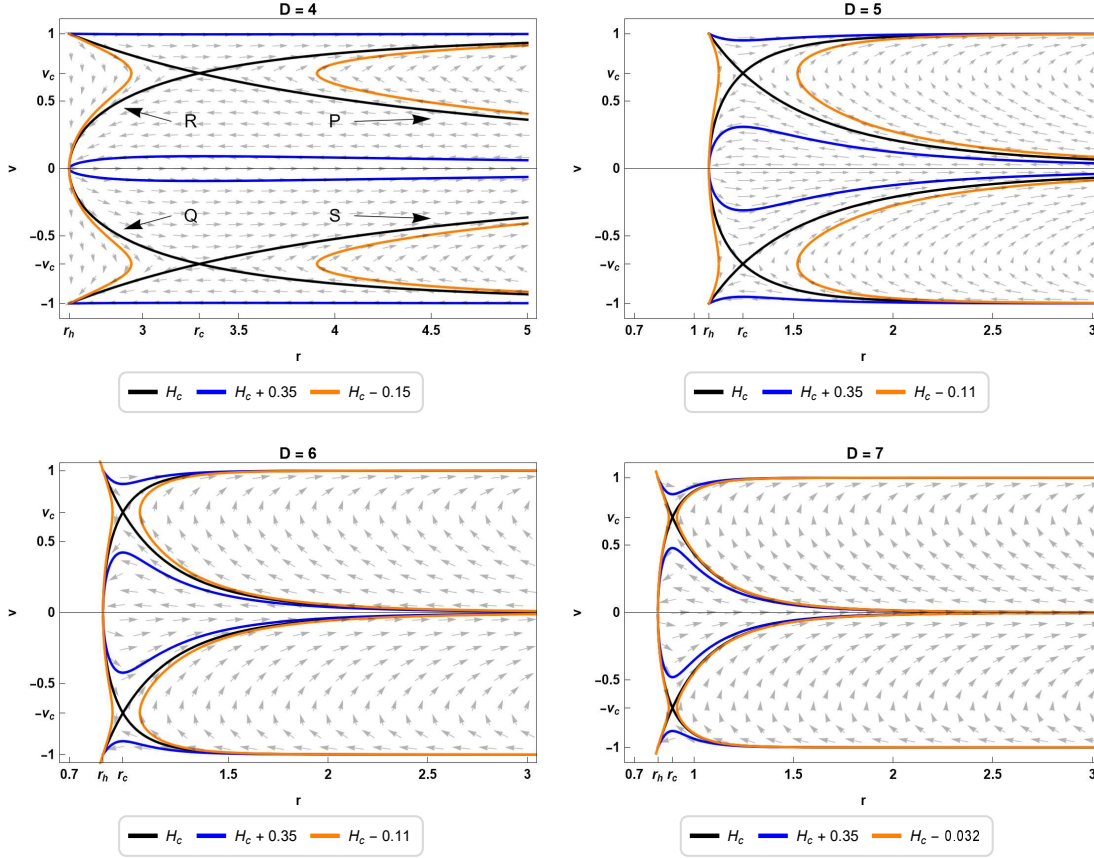 D = 4
1
v_c
0.5
0
-0.5
-v_c
-1
v
R
P
Q
S
r_h
3
r_c
3.5
4
4.5
5
r
H_c
H_c + 0.35
H_c - 0.15
D = 5
1
v_c
0.5
0
-0.5
-v_c
-1
v
0.7
1
r_h
r_c
1.5
2
2.5
3
r
H_c
H_c + 0.35
H_c - 0.11
D = 6
1
v_c
0.5
0
-0.5
-v_c
-1
v
0.7
r_h
r_c
1.5
2
2.5
3
r
H_c
H_c + 0.35
H_c - 0.11
D = 7
1
v_c
0.5
0
-0.5
-v_c
-1
v
0.7
r_h
r_c
1
1.5
2
2.5
3
r
H_c
H_c + 0.35
H_c - 0.032